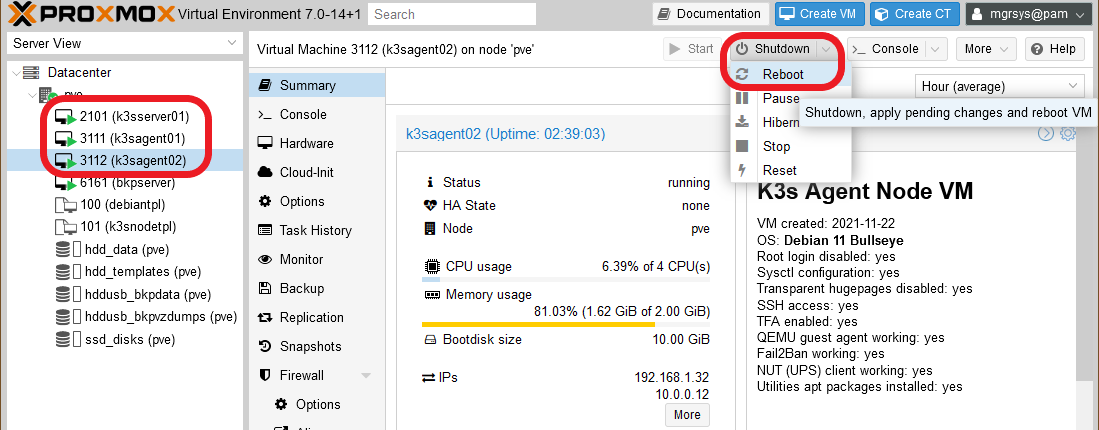 PROXMOX Virtual Environment 7.0-14+1
Search
Documentation
Create VM
Create CT
mgrsys@pam
Server View
Datacenter
pve
2101 (k3sserver01)
3111 (k3sagent01)
3112 (k3sagent02)
6161 (bkpserver)
100 (debiantpl)
101 (k3snodetpl)
hdd_data (pve)
hdd_templates (pve)
hddusb_bkpdata (pve)
hddusb_bkpvzdumps (pve)
ssd_disks (pve)
Virtual Machine 3112 (k3sagent02) on node 'pve'
Start
Shutdown
Console
More
Help
Reboot
Pause
Hibern
Stop
Reset
Shutdown, apply pending changes and reboot VM
Hour (average)
Summary
Console
Hardware
Cloud-Init
Options
Task History
Monitor
Backup
Replication
Snapshots
Firewall
Options
k3sagent02 (Uptime: 02:39:03)
Status running
HA State none
Node pve
CPU usage 6.39% of 4 CPU(s)
Memory usage
81.03% (1.62 GiB of 2.00 GiB)
Bootdisk size 10.00 GiB
IPs 192.168.1.32
10.0.0.12
More
K3s Agent Node VM
VM created: 2021-11-22
OS: Debian 11 Bullseye
Root login disabled: yes
Sysctl configuration: yes
Transparent hugepages disabled: yes
SSH access: yes
TFA enabled: yes
QEMU guest agent working: yes
Fail2Ban working: yes
NUT (UPS) client working: yes
Utilities apt packages installed: yes